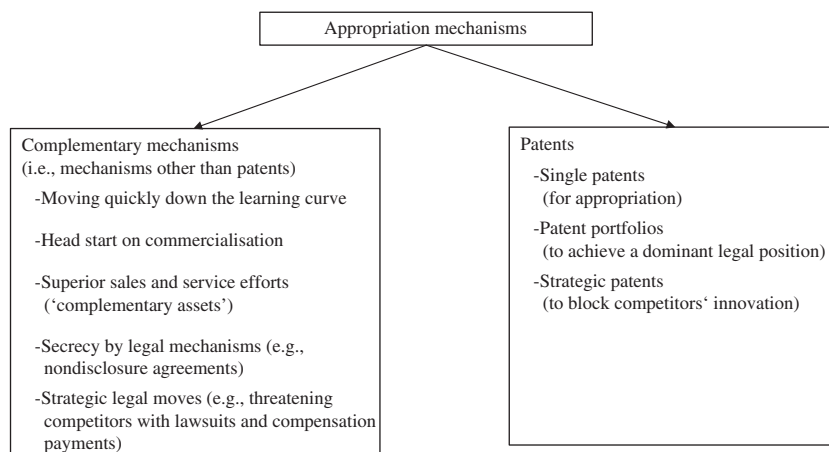 Appropriation mechanisms
Complementary mechanisms
(i.e., mechanisms other than patents)
-Moving quickly down the learning curve
-Head start on commercialisation
-Superior sales and service efforts
(‘complementary assets’)
-Secrecy by legal mechanisms (e.g.,
nondisclosure agreements)
-Strategic legal moves (e.g., threatening
competitors with lawsuits and compensation
payments)
Patents
-Single patents
(for appropriation)
-Patent portfolios
(to achieve a dominant legal position)
-Strategic patents
(to block competitors‘ innovation)